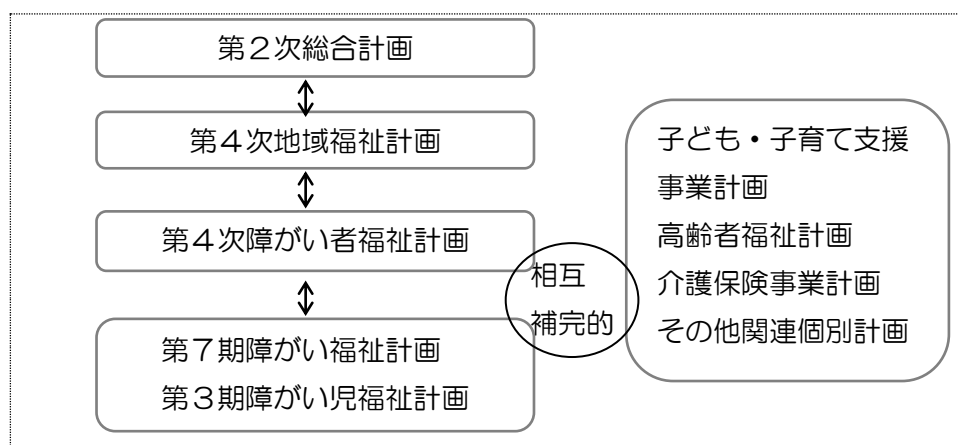 第２次総合計画
第４次地域福祉計画
第４次障がい者福祉計画
第７期障がい福祉計画
第３期障がい児福祉計画
相互
補完的
子ども・子育て支援
事業計画
高齢者福祉計画
介護保険事業計画
その他関連個別計画